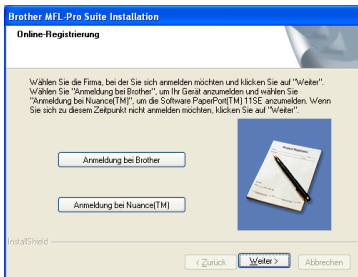 Brother MFL-Pro Suite Installation
Online-Registrierung
Wählen Sie die Firma, bei der Sie sich anmelden möchten und klicken Sie auf "Weiter".
Wählen Sie "Anmeldung bei Brother", um Ihr Gerät anzumelden und wählen Sie
"Anmeldung bei Nuance(TM)", um die Software PaperPort(TM) 11SE anzumelden. Wenn
Sie sich zu diesem Zeitpunkt nicht anmelden möchten, klicken Sie auf "Weiter".
Anmeldung bei Brother
Product Registration
Anmeldung bei Nuance(TM)
InstallShield
< Zurück
Weiter >
Abbrechen